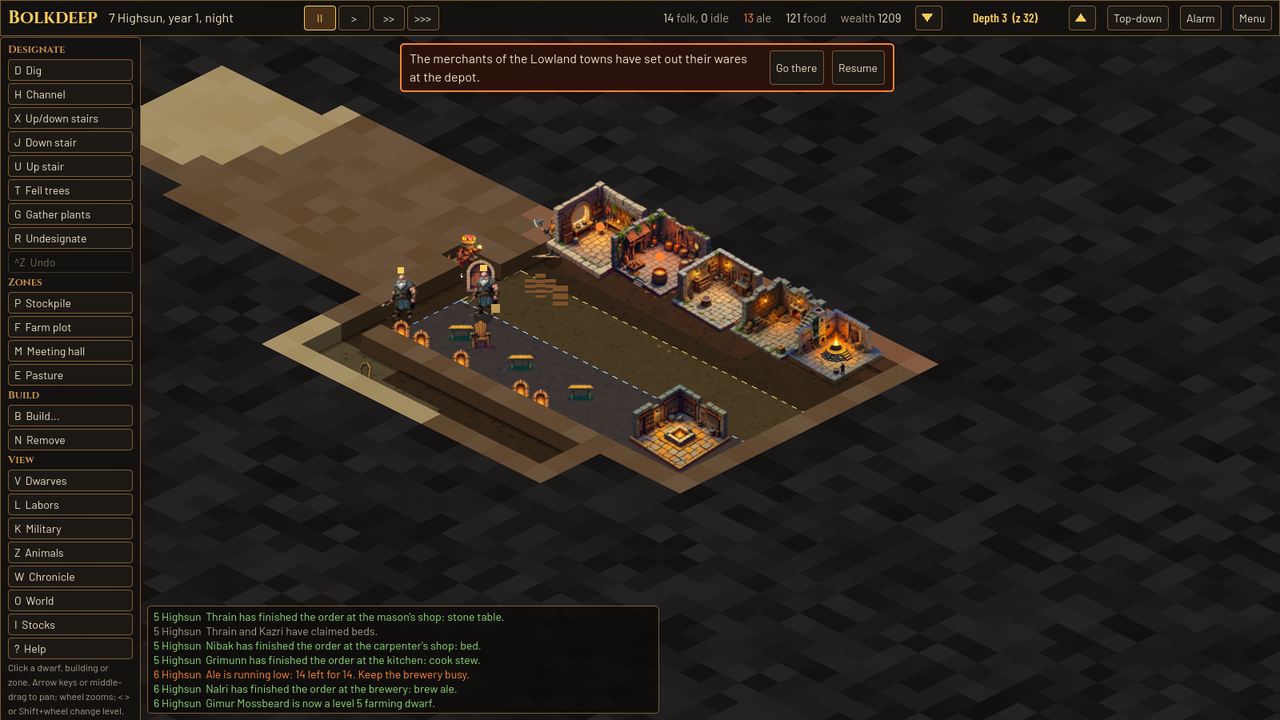 BOLKDEEP 7 Highsun, year 1, night II > >> >>> 14 folk, 0 idle 13 ale 121 food wealth 1209 Depth 3 (z 32) Top-down Alarm Menu
DESIGNATE
D Dig
H Channel
X Up/down stairs
J Down stair
U Up stair
T Fell trees
G Gather plants
R Undesignate
^Z Undo
ZONES
P Stockpile
F Farm plot
M Meeting hall
E Pasture
BUILD
B Build...
N Remove
VIEW
V Dwarves
L Labors
K Military
Z Animals
W Chronicle
O World
I Stocks
? Help
Click a dwarf, building or
zone. Arrow keys or middle-
drag to pan; wheel zooms; < >
or Shift+wheel change level.
The merchants of the Lowland towns have set out their wares
at the depot.
Go there Resume
5 Highsun Thrain has finished the order at the mason's shop: stone table.
5 Highsun Thrain and Kazri have claimed beds.
5 Highsun Nibak has finished the order at the carpenter's shop: bed.
5 Highsun Grimunn has finished the order at the kitchen: cook stew.
6 Highsun Ale is running low: 14 left for 14. Keep the brewery busy.
6 Highsun Nalri has finished the order at the brewery: brew ale.
6 Highsun Gimur Mossbeard is now a level 5 farming dwarf.